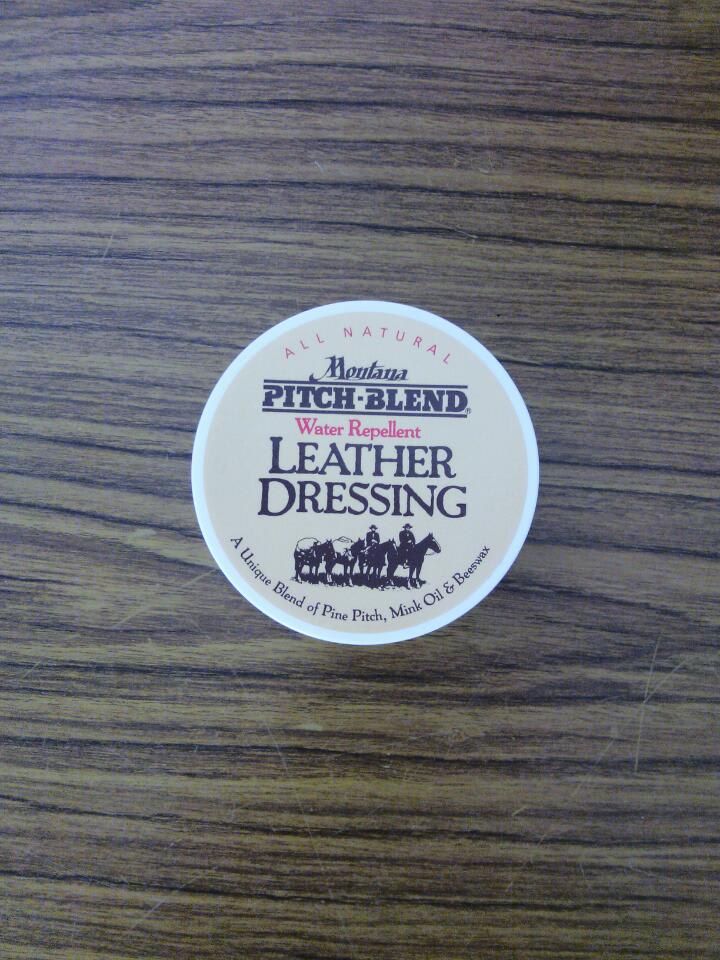 ALL NATURAL
Montana
PITCH-BLEND®
Water Repellent
LEATHER
DRESSING
A Unique Blend of Pine Pitch, Mink Oil & Beeswax